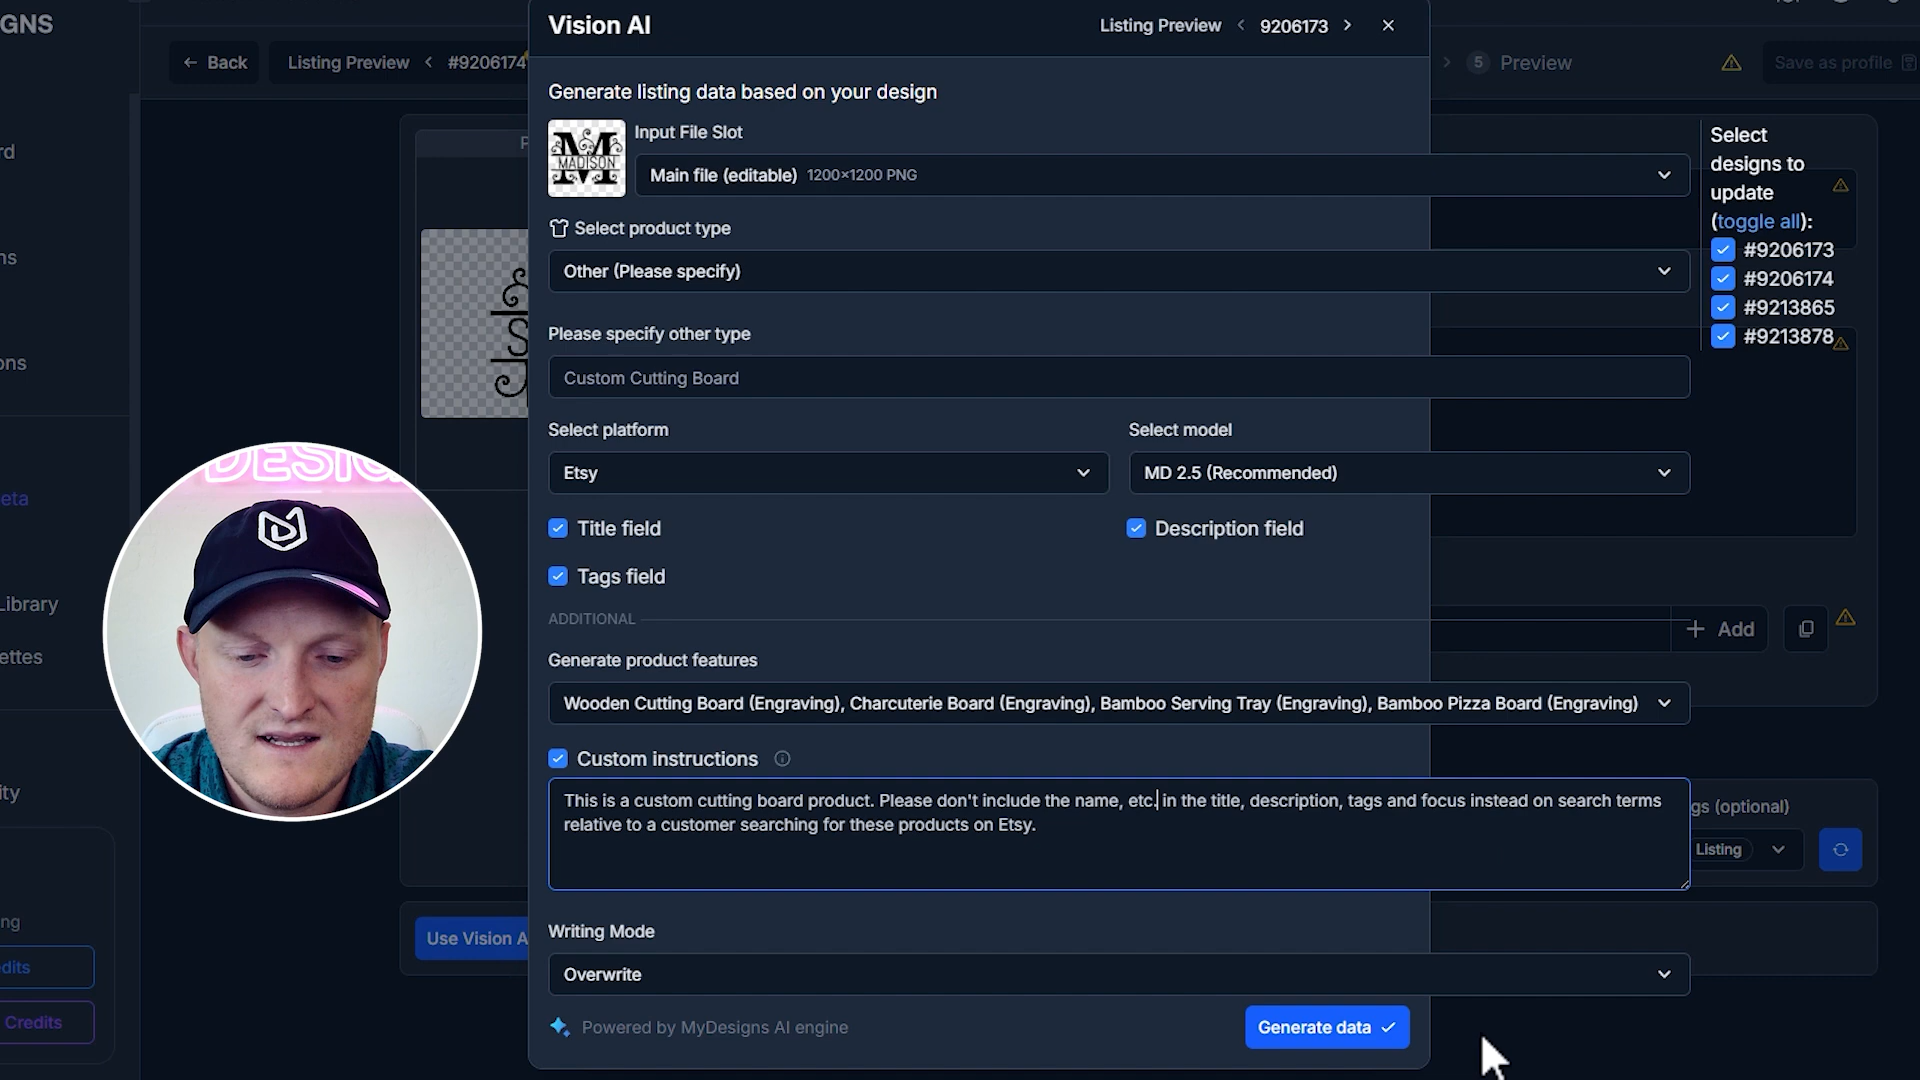 GNS
Vision AI
Listing Preview < 9206173 >
Back
Listing Preview < #9206174
5 Preview
Save as profile
Generate listing data based on your design
MADISON
Input File Slot
Main file (editable) 1200×1200 PNG
Select product type
Other (Please specify)
Please specify other type
Custom Cutting Board
Select platform
Select model
Etsy
MD 2.5 (Recommended)
Title field
Description field
Tags field
ADDITIONAL
Generate product features
Wooden Cutting Board (Engraving), Charcuterie Board (Engraving), Bamboo Serving Tray (Engraving), Bamboo Pizza Board (Engraving)
Custom instructions
This is a custom cutting board product. Please don't include the name, etc. in the title, description, tags and focus instead on search terms
relative to a customer searching for these products on Etsy.
Writing Mode
Overwrite
Powered by MyDesigns AI engine
Generate data
Select
designs to
update
(toggle all):
#9206173
#9206174
#9213865
#9213878
+ Add
gs (optional)
Listing
Use Vision A
rd
ns
ons
eta
Library
ettes
ity
ng
edits
Credits
DESIG